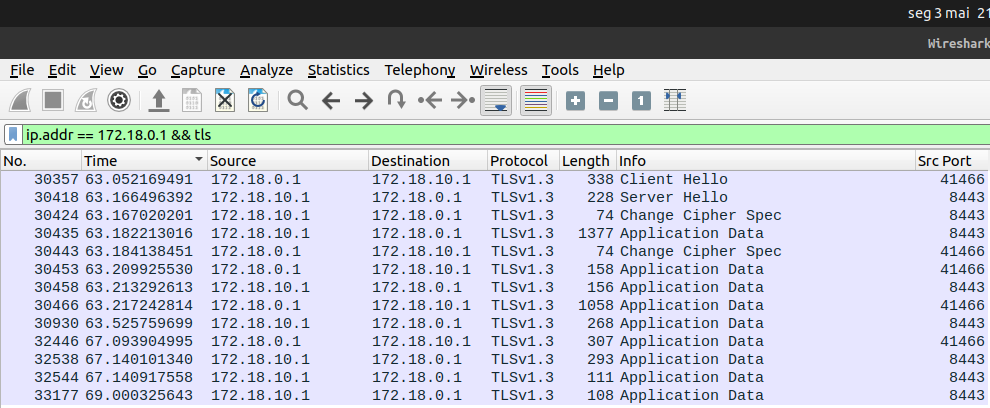 seg 3 mai 21
Wireshark
File Edit View Go Capture Analyze Statistics Telephony Wireless Tools Help
ip.addr == 172.18.0.1 && tls
No. Time Source Destination Protocol Length Info Src Port
30357 63.052169491 172.18.0.1 172.18.10.1 TLSv1.3 338 Client Hello 41466
30418 63.166496392 172.18.10.1 172.18.0.1 TLSv1.3 228 Server Hello 8443
30424 63.167020201 172.18.10.1 172.18.0.1 TLSv1.3 74 Change Cipher Spec 8443
30435 63.182213016 172.18.10.1 172.18.0.1 TLSv1.3 1377 Application Data 8443
30443 63.184138451 172.18.0.1 172.18.10.1 TLSv1.3 74 Change Cipher Spec 41466
30453 63.209925530 172.18.0.1 172.18.10.1 TLSv1.3 158 Application Data 41466
30458 63.213292613 172.18.10.1 172.18.0.1 TLSv1.3 156 Application Data 8443
30466 63.217242814 172.18.0.1 172.18.10.1 TLSv1.3 1058 Application Data 41466
30930 63.525759699 172.18.10.1 172.18.0.1 TLSv1.3 268 Application Data 8443
32446 67.093904995 172.18.0.1 172.18.10.1 TLSv1.3 307 Application Data 41466
32538 67.140101340 172.18.10.1 172.18.0.1 TLSv1.3 293 Application Data 8443
32544 67.140917558 172.18.10.1 172.18.0.1 TLSv1.3 111 Application Data 8443
33177 69.000325643 172.18.10.1 172.18.0.1 TLSv1.3 108 Application Data 8443